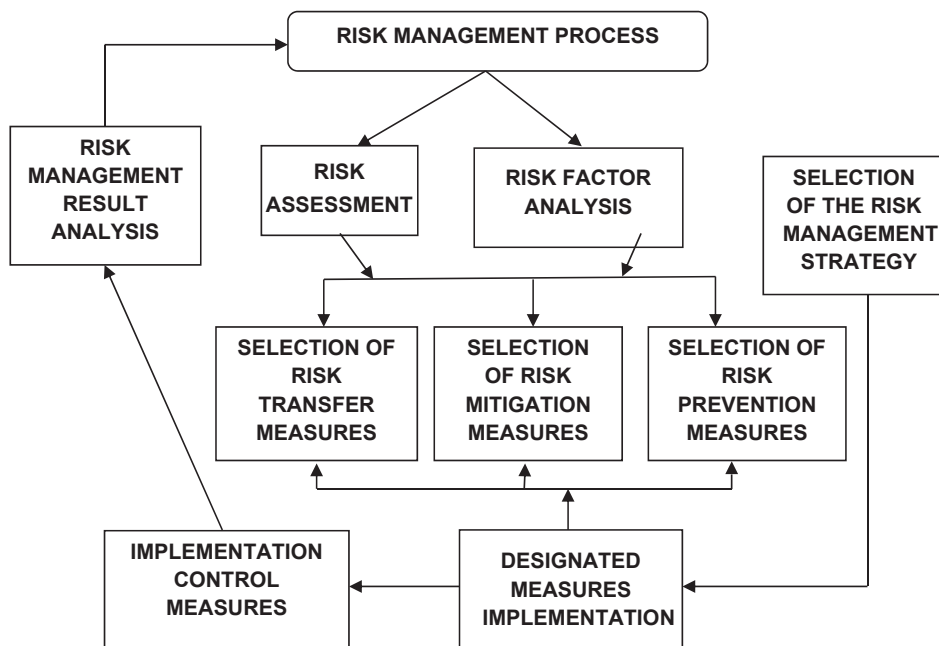 RISK MANAGEMENT PROCESS
RISK
MANAGEMENT
RESULT
ANALYSIS
RISK
ASSESSMENT
RISK FACTOR
ANALYSIS
SELECTION
OF THE RISK
MANAGEMENT
STRATEGY
SELECTION OF
RISK
TRANSFER
MEASURES
SELECTION
OF RISK
MITIGATION
MEASURES
SELECTION OF
RISK
PREVENTION
MEASURES
IMPLEMENTATION
CONTROL
MEASURES
DESIGNATED
MEASURES
IMPLEMENTATION